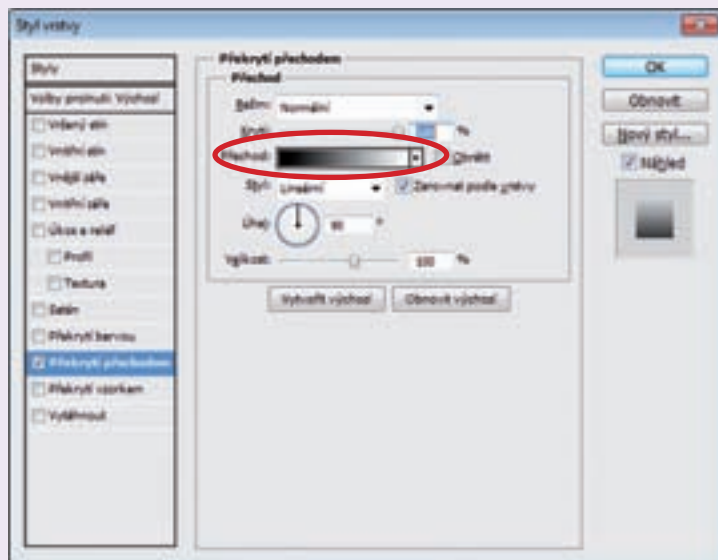 Styl vrstvy
Styly
Volby prolnutí: Výchozí
Vržený stín
Vnitřní stín
Vnější záře
Vnitřní záře
Úkos a reliéf
Profil
Textura
Satén
Překrytí barvou
Překrytí přechodem
Překrytí vzorkem
Vytáhnout
Překrytí přechodem
Přechod
Režim: Normální
Krytí: %
Přechod: Obrátit
Styl: Lineární Zarovnat podle vrstvy
Úhel: 90 °
Velikost: 100 %
Vytvořit výchozí Obnovit výchozí
OK
Obnovit
Nový styl...
Náhled